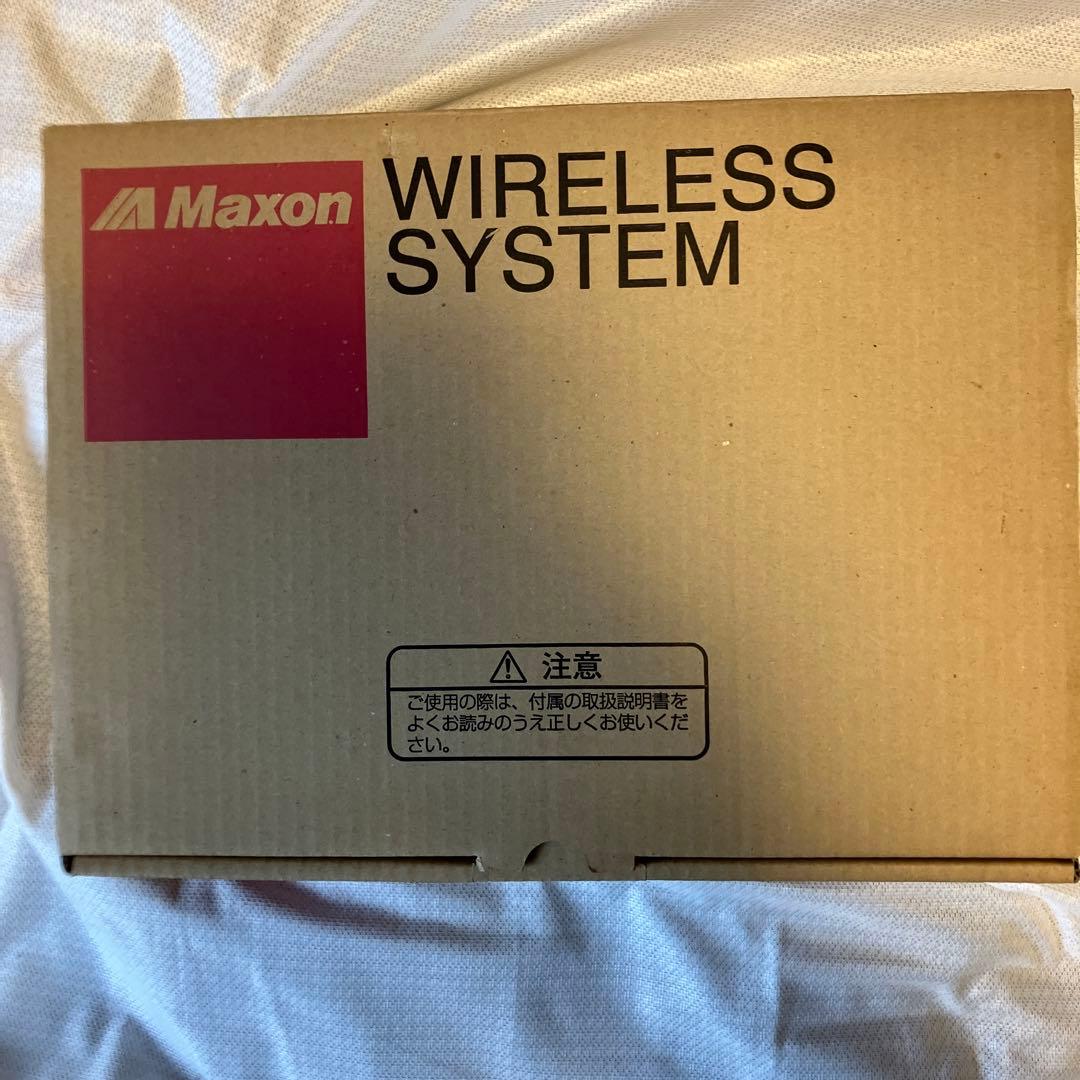 Maxon
WIRELESS
SYSTEM
注意
ご使用の際は、付属の取扱説明書を
よくお読みのうえ正しくお使いくだ
さい。